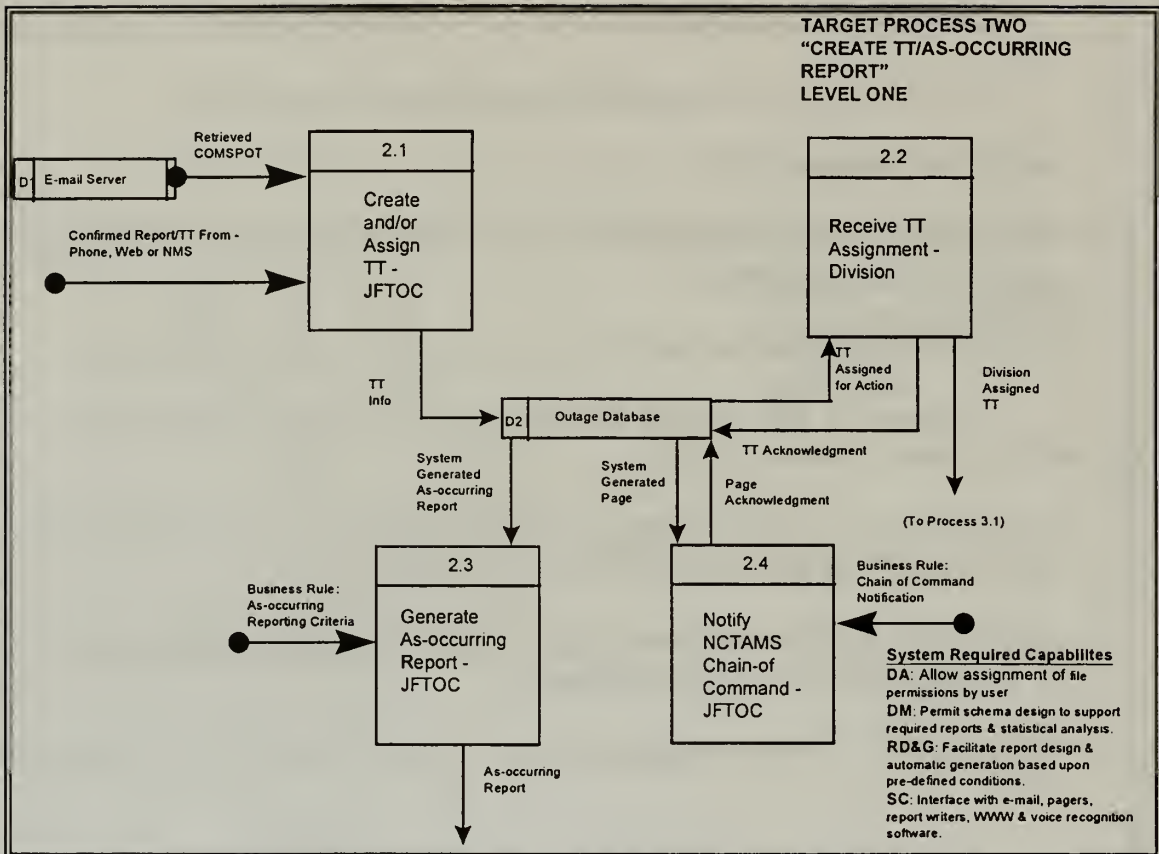 TARGET PROCESS TWO
“CREATE TT/AS-OCCURRING
REPORT”
LEVEL ONE
Retrieved
COMSPOT
D1 E-mail Server
Confirmed Report/TT From -
Phone, Web or NMS
2.1
Create
and/or
Assign
TT -
JFTOC
2.2
Receive TT
Assignment -
Division
TT
Info
TT
Assigned
for Action
Division
Assigned
TT
D2 Outage Database
TT Acknowledgment
System
Generated
As-occurring
Report
System
Generated
Page
Page
Acknowledgment
(To Process 3.1)
2.3
Generate
As-occurring
Report -
JFTOC
Business Rule:
As-occurring
Reporting Criteria
2.4
Notify
NCTAMS
Chain-of
Command -
JFTOC
Business Rule:
Chain of Command
Notification
As-occurring
Report
System Required Capabilites
DA: Allow assignment of file
permissions by user
DM: Permit schema design to support
required reports & statistical analysis.
RD&G: Facilitate report design &
automatic generation based upon
pre-defined conditions.
SC: Interface with e-mail, pagers,
report writers, WWW & voice recognition
software.